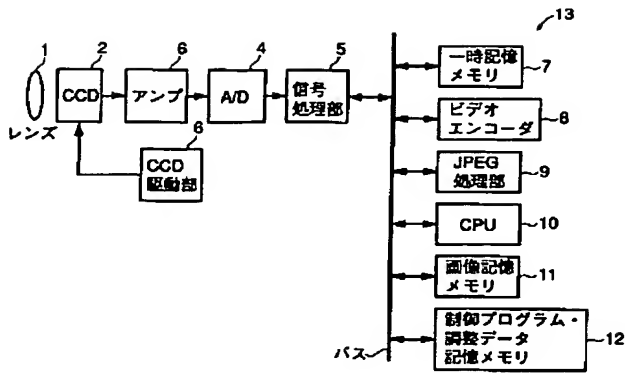 13
1
2
6
4
5
CCD
アンプ
A/D
信号
処理部
レンズ
6
CCD
駆動部
一時記憶
メモリ
7
ビデオ
エンコーダ
8
JPEG
処理部
9
CPU
10
画像記憶
メモリ
11
制御プログラム・
調整データ
記憶メモリ
12
バス